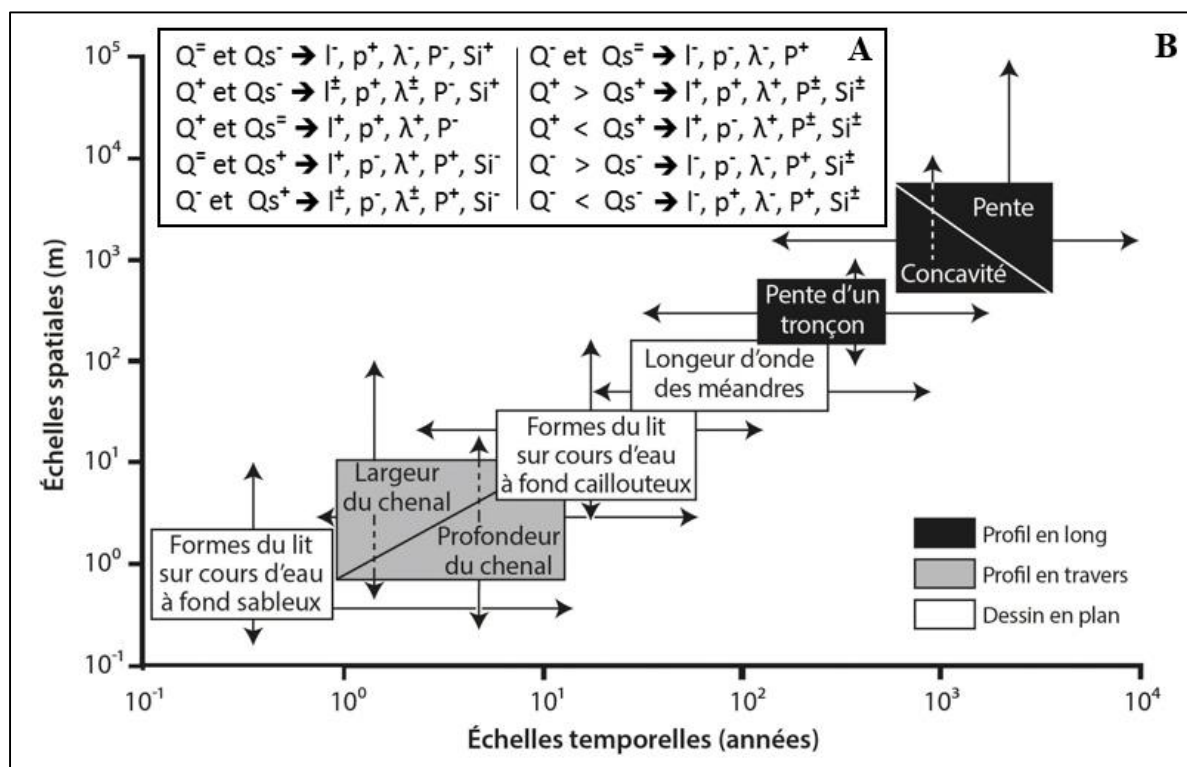 Q⁼ et Qs⁻ ➔ l⁻, p⁺, λ⁻, P⁻, Si⁺
Q⁺ et Qs⁻ ➔ l±, p⁺, λ±, P⁻, Si⁺
Q⁺ et Qs⁼ ➔ l⁺, p⁺, λ⁺, P⁻
Q⁼ et Qs⁺ ➔ l⁺, p⁻, λ⁺, P⁺, Si⁻
Q⁻ et Qs⁺ ➔ l±, p⁻, λ±, P⁺, Si⁻
Q⁻ et Qs⁼ ➔ l⁻, p⁻, λ⁻, P⁺
Q⁺ > Qs⁺ ➔ l⁺, p⁺, λ⁺, P±, Si±
Q⁺ < Qs⁺ ➔ l⁺, p⁻, λ⁺, P±, Si±
Q⁻ > Qs⁻ ➔ l⁻, p⁻, λ⁻, P⁺, Si±
Q⁻ < Qs⁻ ➔ l⁻, p⁺, λ⁻, P⁺, Si±
A
B
Échelles spatiales (m)
10⁵
10⁴
10³
10²
10¹
10⁰
10⁻¹
Pente
Concavité
Pente d'un
tronçon
Longeur d'onde
des méandres
Formes du lit
sur cours d'eau
à fond caillouteux
Largeur
du chenal
Profondeur
du chenal
Formes du lit
sur cours d'eau
à fond sableux
Profil en long
Profil en travers
Dessin en plan
10⁻¹
10⁰
10¹
10²
10³
10⁴
Échelles temporelles (années)